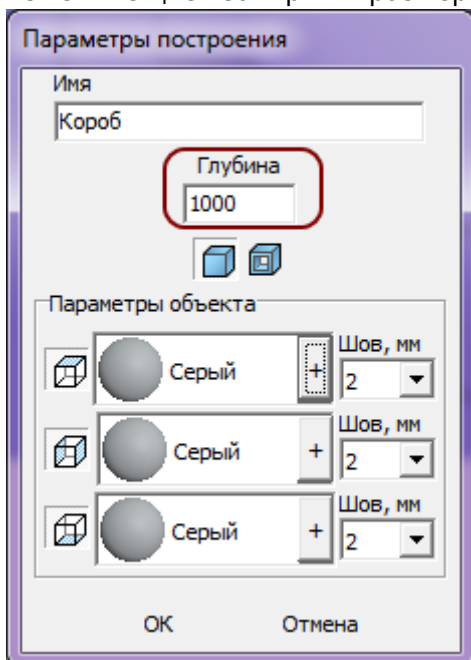 Параметры построения
Имя
Короб
Глубина
1000
Параметры объекта
Серый + Шов, мм 2
Серый + Шов, мм 2
Серый + Шов, мм 2
ОК Отмена